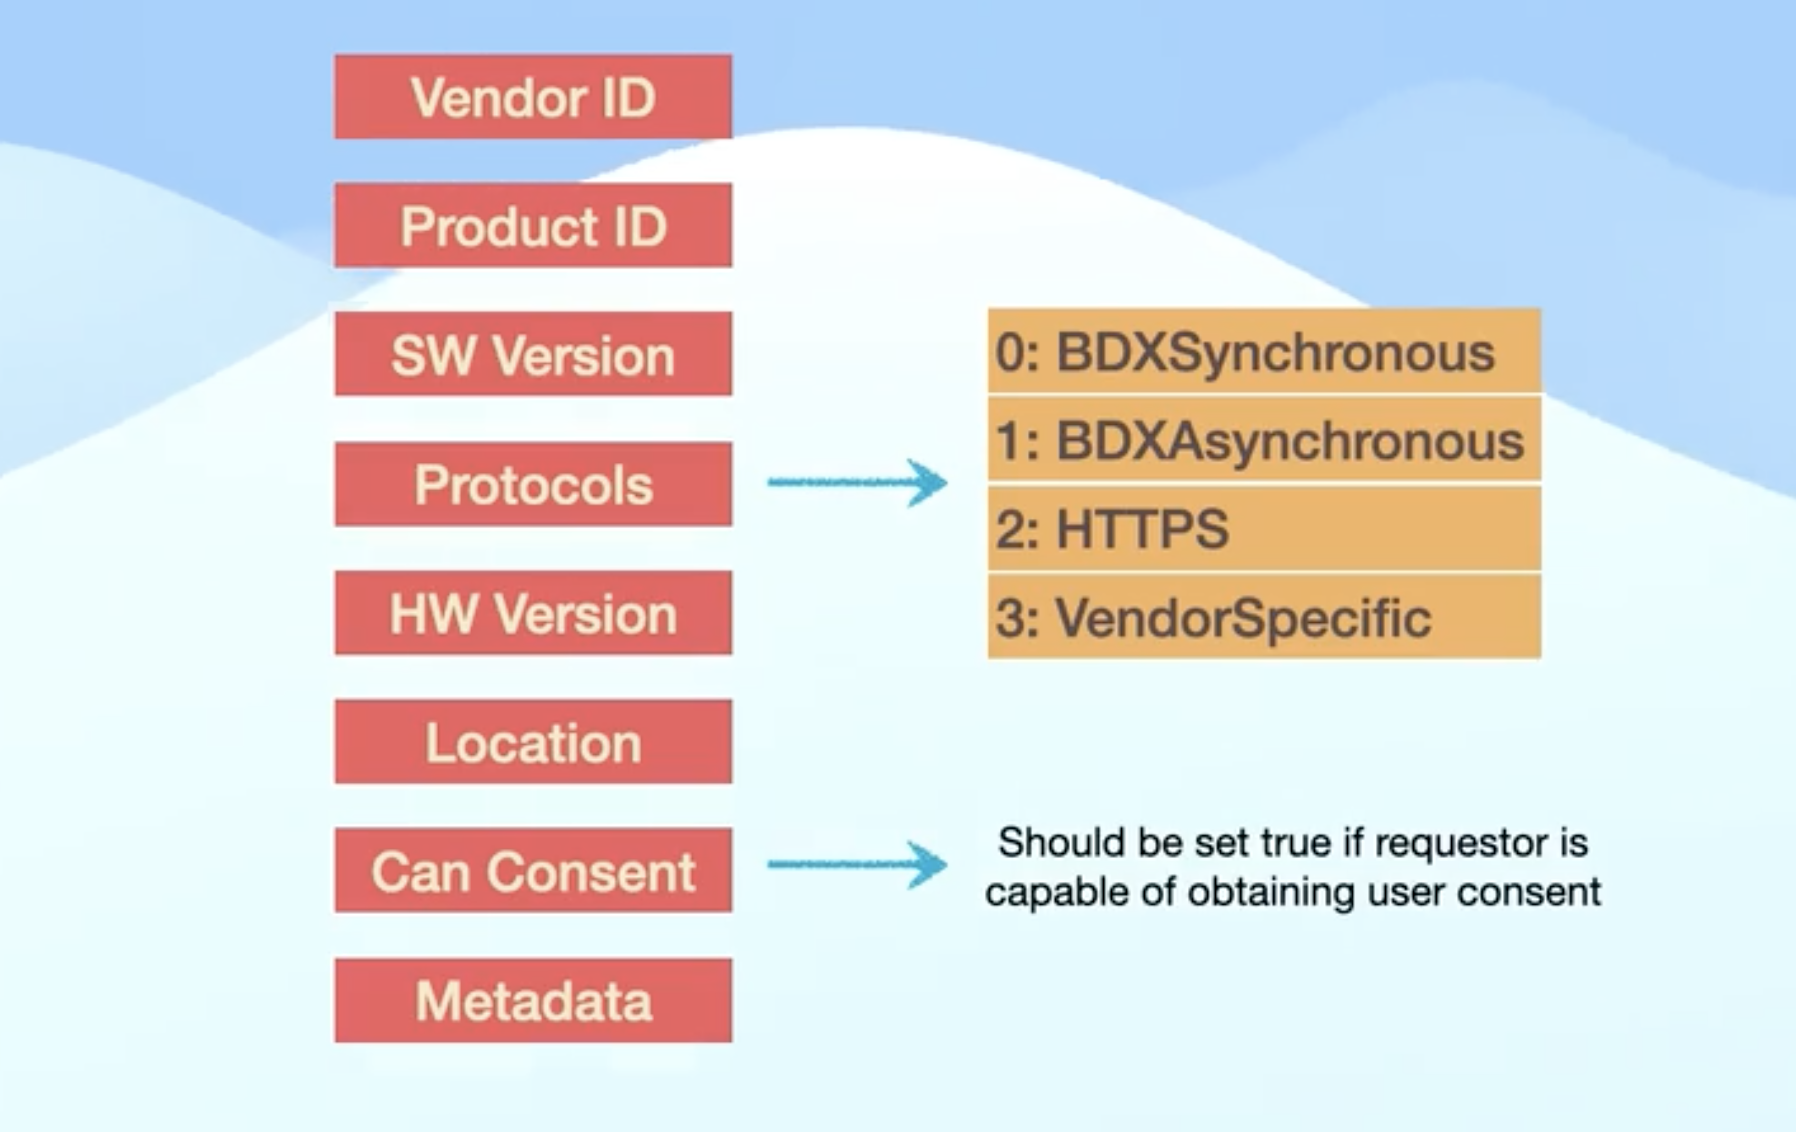 Vendor ID
Product ID
SW Version
Protocols
0: BDXSynchronous
1: BDXAsynchronous
2: HTTPS
3: VendorSpecific
HW Version
Location
Can Consent
Should be set true if requestor is
capable of obtaining user consent
Metadata